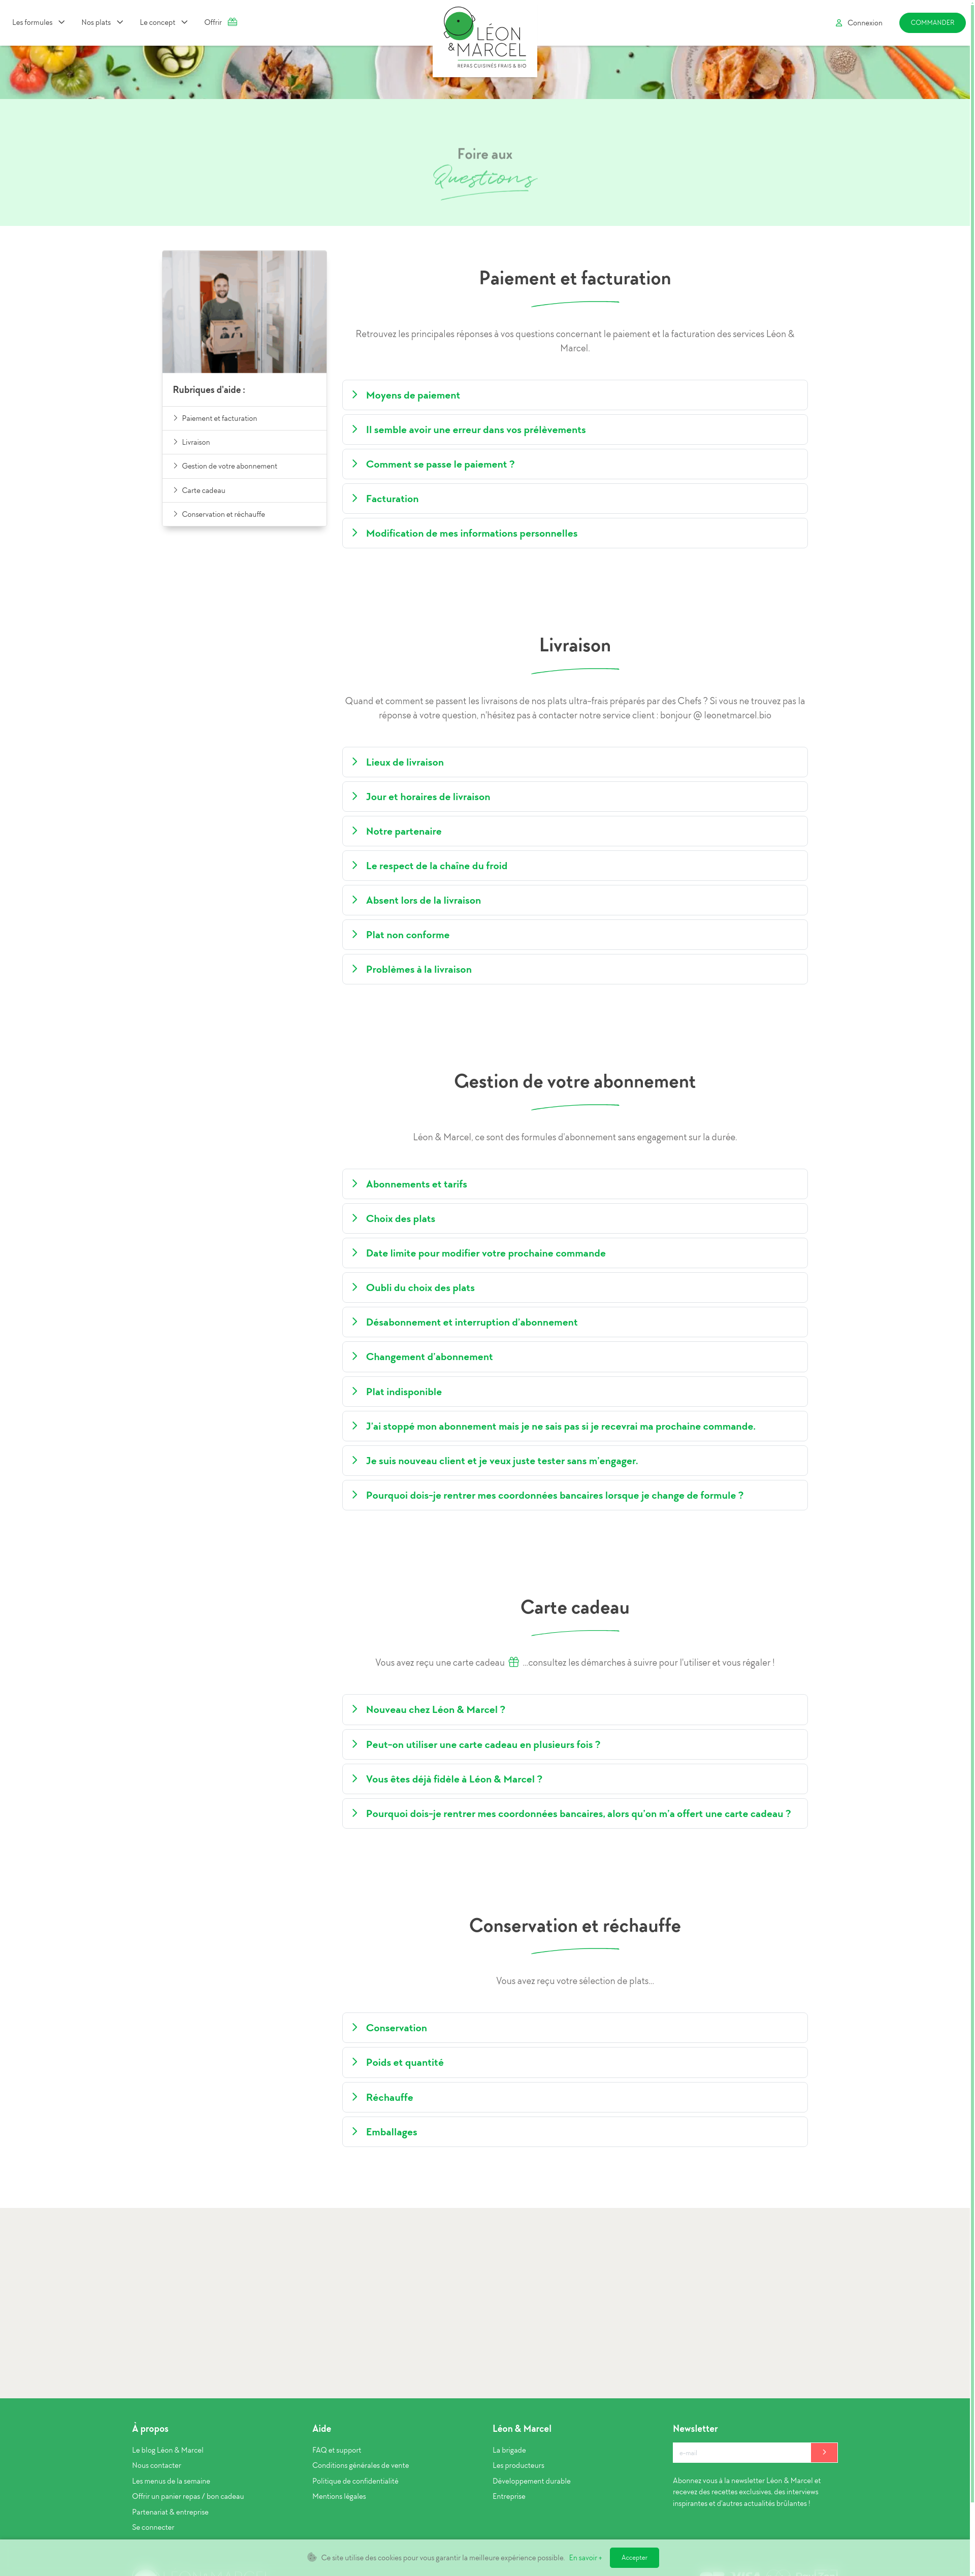 Les formules
Nos plats
Le concept
Offrir
LÉON
& MARCEL
REPAS CUISINÉS FRAIS & BIO
Connexion
COMMANDER
Foire aux
Questions
Rubriques d'aide :
Paiement et facturation
Livraison
Gestion de votre abonnement
Carte cadeau
Conservation et réchauffe
Paiement et facturation
Retrouvez les principales réponses à vos questions concernant le paiement et la facturation des services Léon &
Marcel.
Moyens de paiement
Il semble avoir une erreur dans vos prélèvements
Comment se passe le paiement ?
Facturation
Modification de mes informations personnelles
Livraison
Quand et comment se passent les livraisons de nos plats ultra-frais préparés par des Chefs ? Si vous ne trouvez pas la
réponse à votre question, n'hésitez pas à contacter notre service client : bonjour @ leonetmarcel.bio
Lieux de livraison
Jour et horaires de livraison
Notre partenaire
Le respect de la chaîne du froid
Absent lors de la livraison
Plat non conforme
Problèmes à la livraison
Gestion de votre abonnement
Léon & Marcel, ce sont des formules d'abonnement sans engagement sur la durée.
Abonnements et tarifs
Choix des plats
Date limite pour modifier votre prochaine commande
Oubli du choix des plats
Désabonnement et interruption d'abonnement
Changement d'abonnement
Plat indisponible
J'ai stoppé mon abonnement mais je ne sais pas si je recevrai ma prochaine commande.
Je suis nouveau client et je veux juste tester sans m'engager.
Pourquoi dois-je rentrer mes coordonnées bancaires lorsque je change de formule ?
Carte cadeau
Vous avez reçu une carte cadeau ...consultez les démarches à suivre pour l'utiliser et vous régaler !
Nouveau chez Léon & Marcel ?
Peut-on utiliser une carte cadeau en plusieurs fois ?
Vous êtes déjà fidèle à Léon & Marcel ?
Pourquoi dois-je rentrer mes coordonnées bancaires, alors qu'on m'a offert une carte cadeau ?
Conservation et réchauffe
Vous avez reçu votre sélection de plats...
Conservation
Poids et quantité
Réchauffe
Emballages
À propos
Le blog Léon & Marcel
Nous contacter
Les menus de la semaine
Offrir un panier repas / bon cadeau
Partenariat & entreprise
Se connecter
Aide
FAQ et support
Conditions générales de vente
Politique de confidentialité
Mentions légales
Léon & Marcel
La brigade
Les producteurs
Développement durable
Entreprise
Newsletter
e-mail
Abonnez vous à la newsletter Léon & Marcel et
recevez des recettes exclusives, des interviews
inspirantes et d'autres actualités brûlantes !
Ce site utilise des cookies pour vous garantir la meilleure expérience possible. En savoir +
Accepter